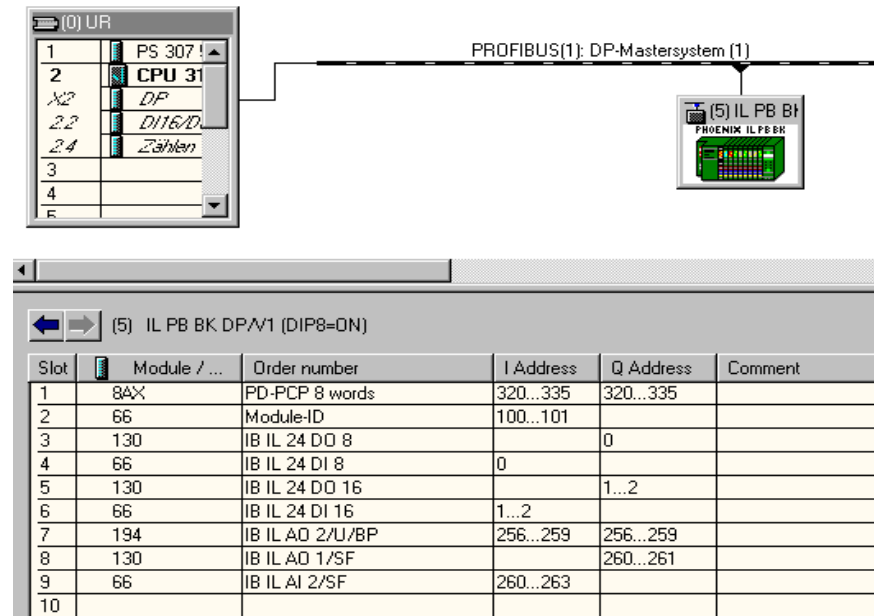 (0) UR
1 PS 307
2 CPU 31
X2 DP
2.2 DI16/D
2.4 Zählen
3
4
5
PROFIBUS(1): DP-Mastersystem (1)
(5) IL PB BK
PHOENIX IL PB BK
(5) IL PB BK DP/V1 (DIP8=ON)
Slot Module / ... Order number I Address Q Address Comment
1 8AX PD-PCP 8 words 320...335 320...335
2 66 Module-ID 100...101
3 130 IB IL 24 DO 8 0
4 66 IB IL 24 DI 8 0
5 130 IB IL 24 DO 16 1...2
6 66 IB IL 24 DI 16 1...2
7 194 IB IL AO 2/U/BP 256...259 256...259
8 130 IB IL AO 1/SF 260...261
9 66 IB IL AI 2/SF 260...263
10